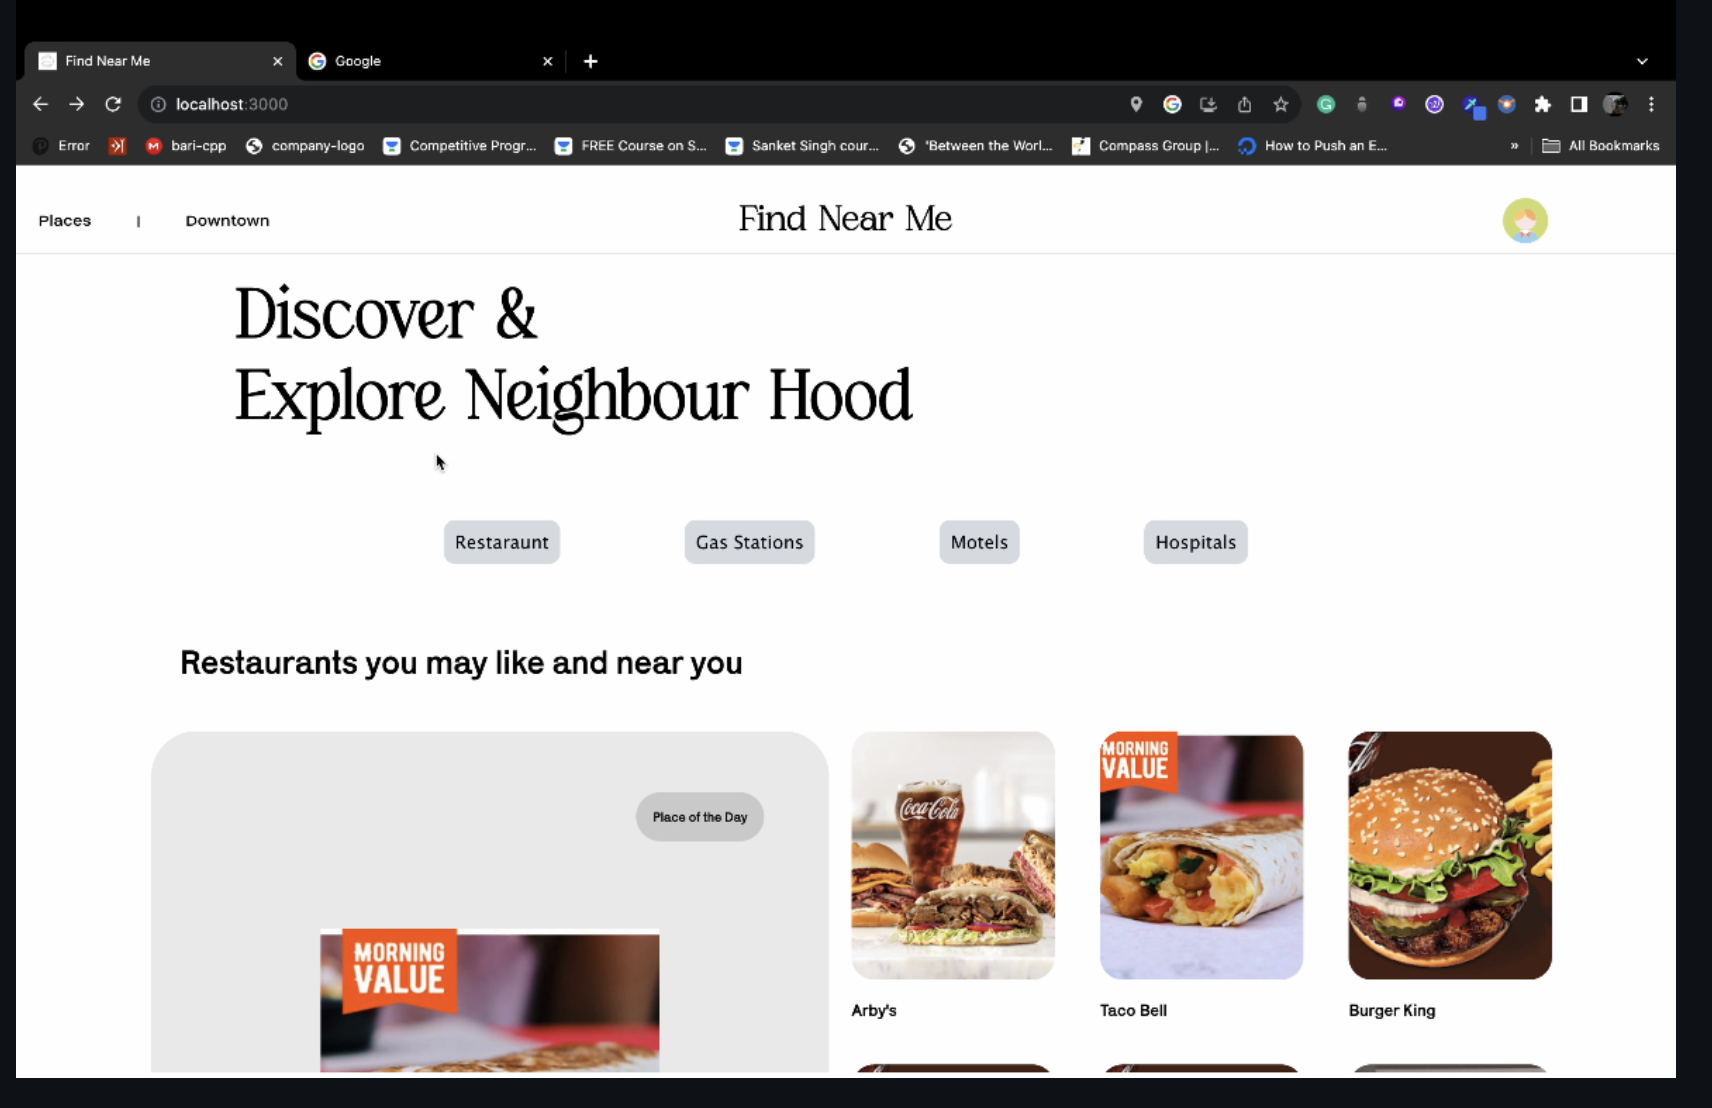 Find Near Me
Google
localhost:3000
Error
bari-cpp
company-logo
Competitive Progr...
FREE Course on S...
Sanket Singh cour...
"Between the Worl...
Compass Group |...
How to Push an E...
»
All Bookmarks
Places | Downtown
Find Near Me
Discover &
Explore Neighbour Hood
Restaraunt
Gas Stations
Motels
Hospitals
Restaurants you may like and near you
Place of the Day
MORNING
VALUE
Coca-Cola
MORNING
VALUE
Arby's
Taco Bell
Burger King